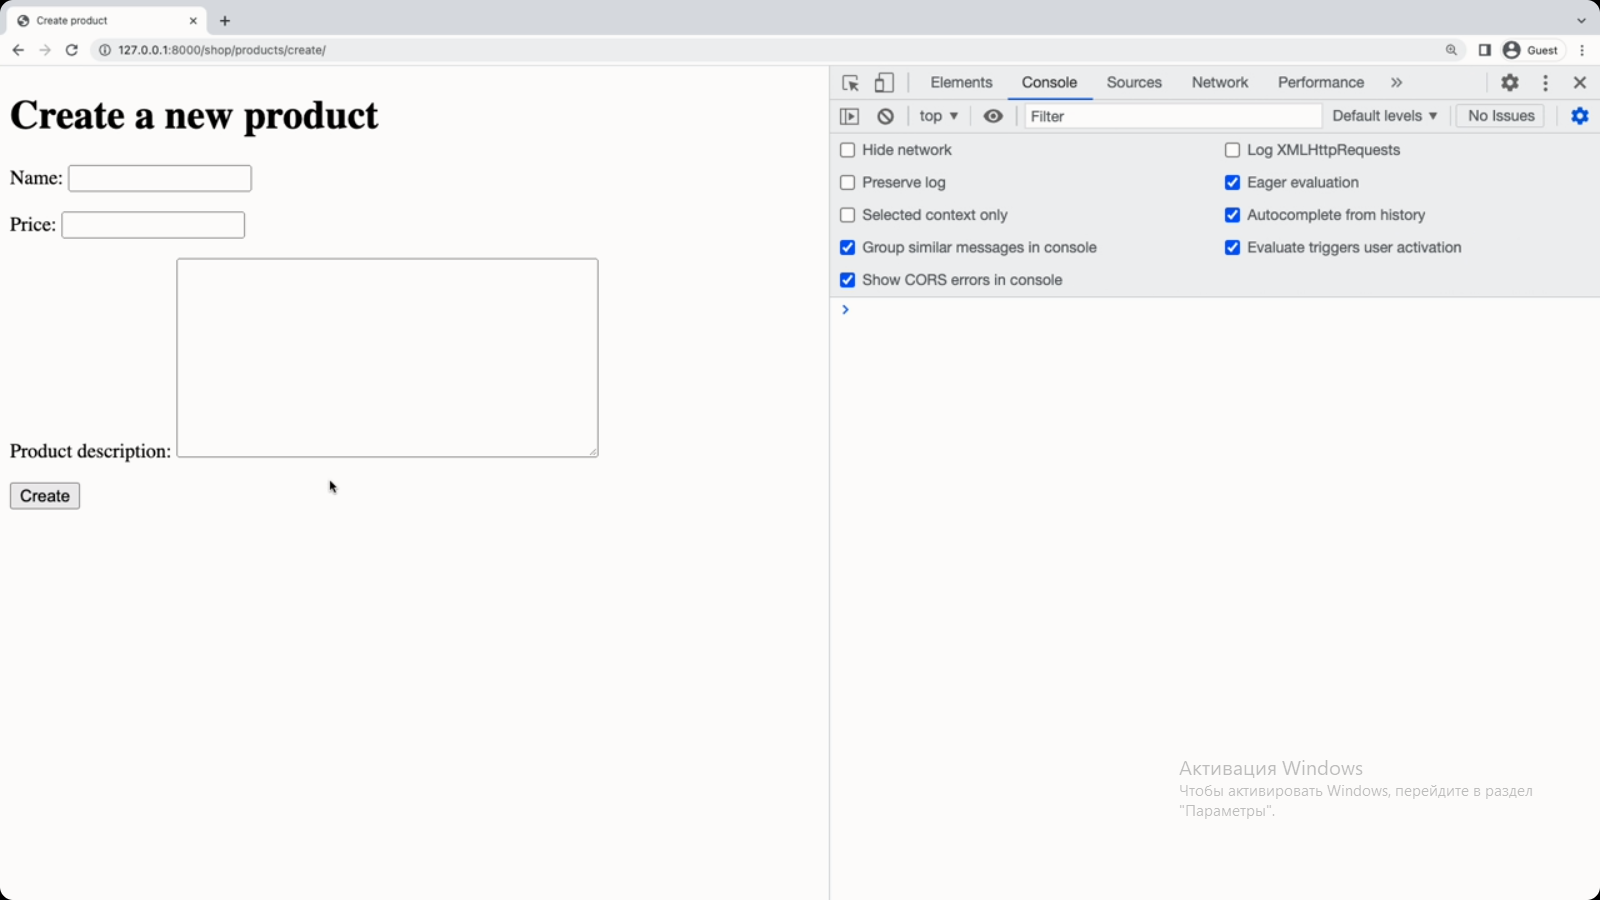 Create product
127.0.0.1:8000/shop/products/create/
Guest
Create a new product
Name:
Price:
Product description:
Create
Elements Console Sources Network Performance
top Filter Default levels No Issues
Hide network Log XMLHttpRequests
Preserve log Eager evaluation
Selected context only Autocomplete from history
Group similar messages in console Evaluate triggers user activation
Show CORS errors in console
Активация Windows
Чтобы активировать Windows, перейдите в раздел
"Параметры".